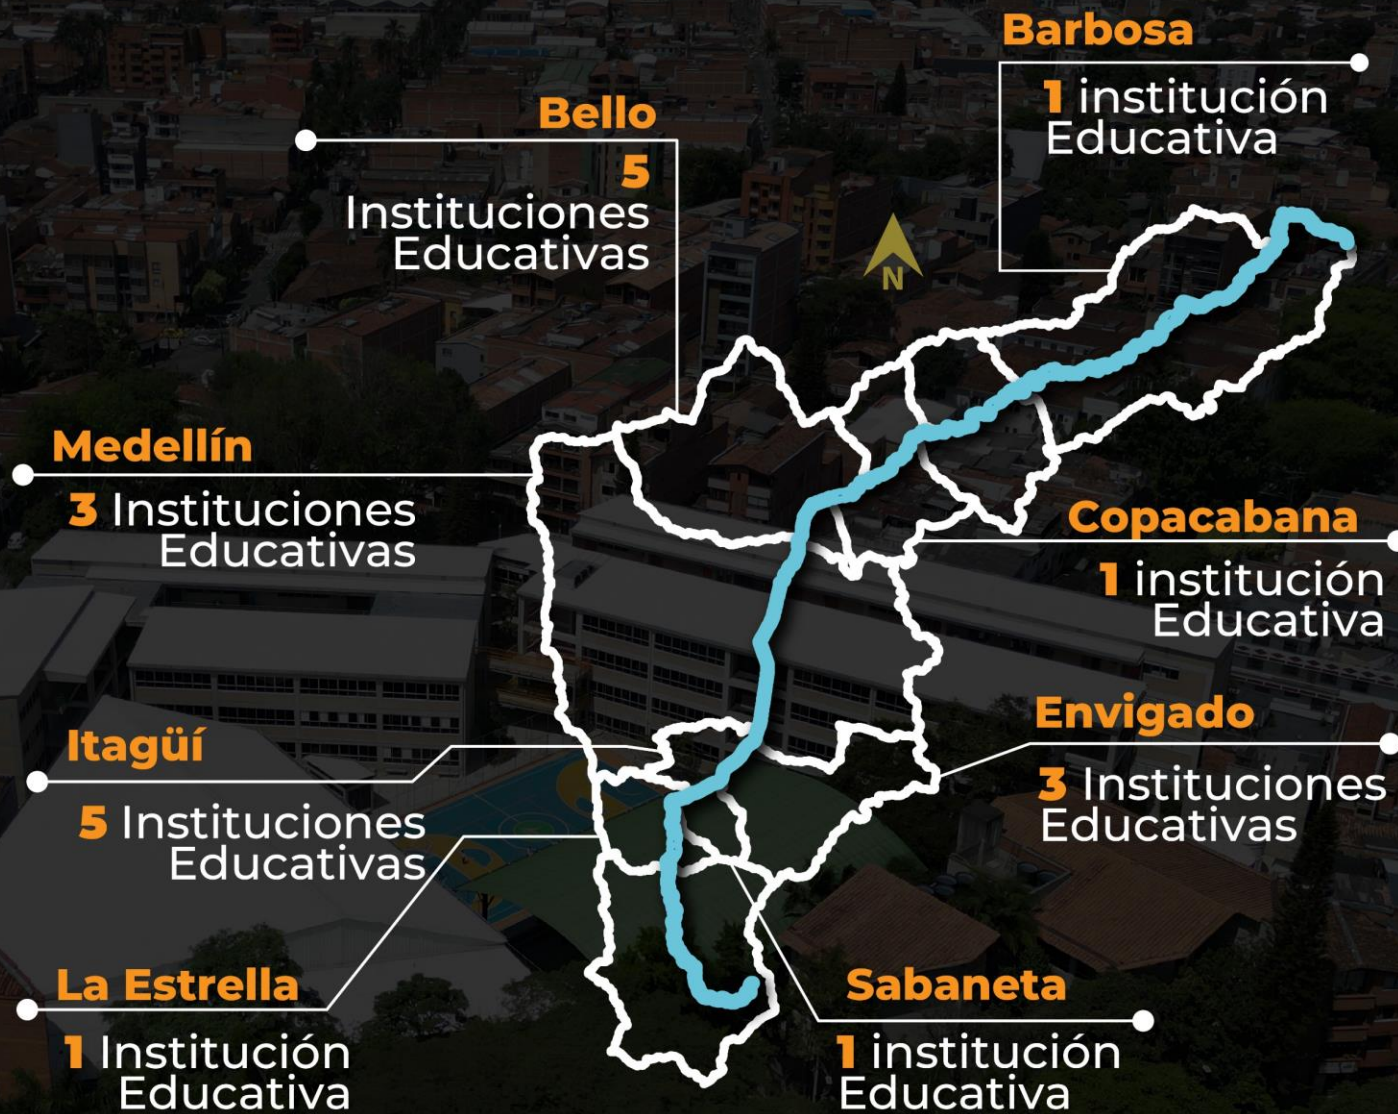 Barbosa
1 institución
Educativa
Bello
5
Instituciones
Educativas
N
Medellín
3 Instituciones
Educativas
Copacabana
1 institución
Educativa
Itagüí
5 Instituciones
Educativas
Envigado
3 Instituciones
Educativas
La Estrella
1 Institución
Educativa
Sabaneta
1 institución
Educativa